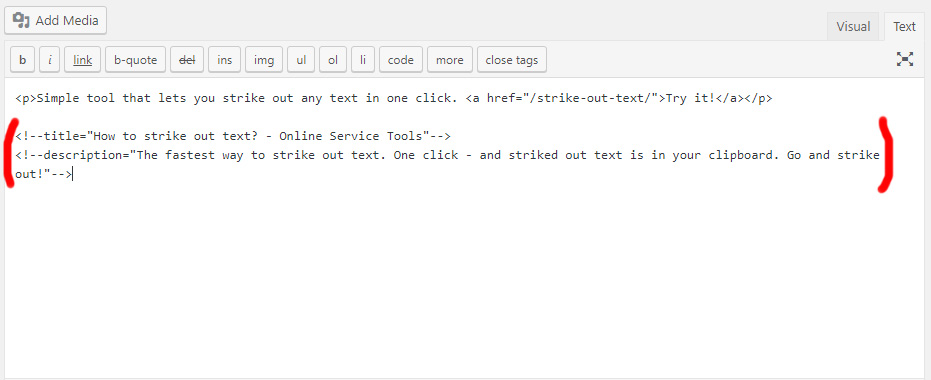 Add Media
Visual Text
b i link b-quote del ins img ul ol li code more close tags
<p>Simple tool that lets you strike out any text in one click. <a href="/strike-out-text/">Try it!</a></p>
<!--title="How to strike out text? - Online Service Tools"-->
<!--description="The fastest way to strike out text. One click - and striked out text is in your clipboard. Go and strike
out!"-->